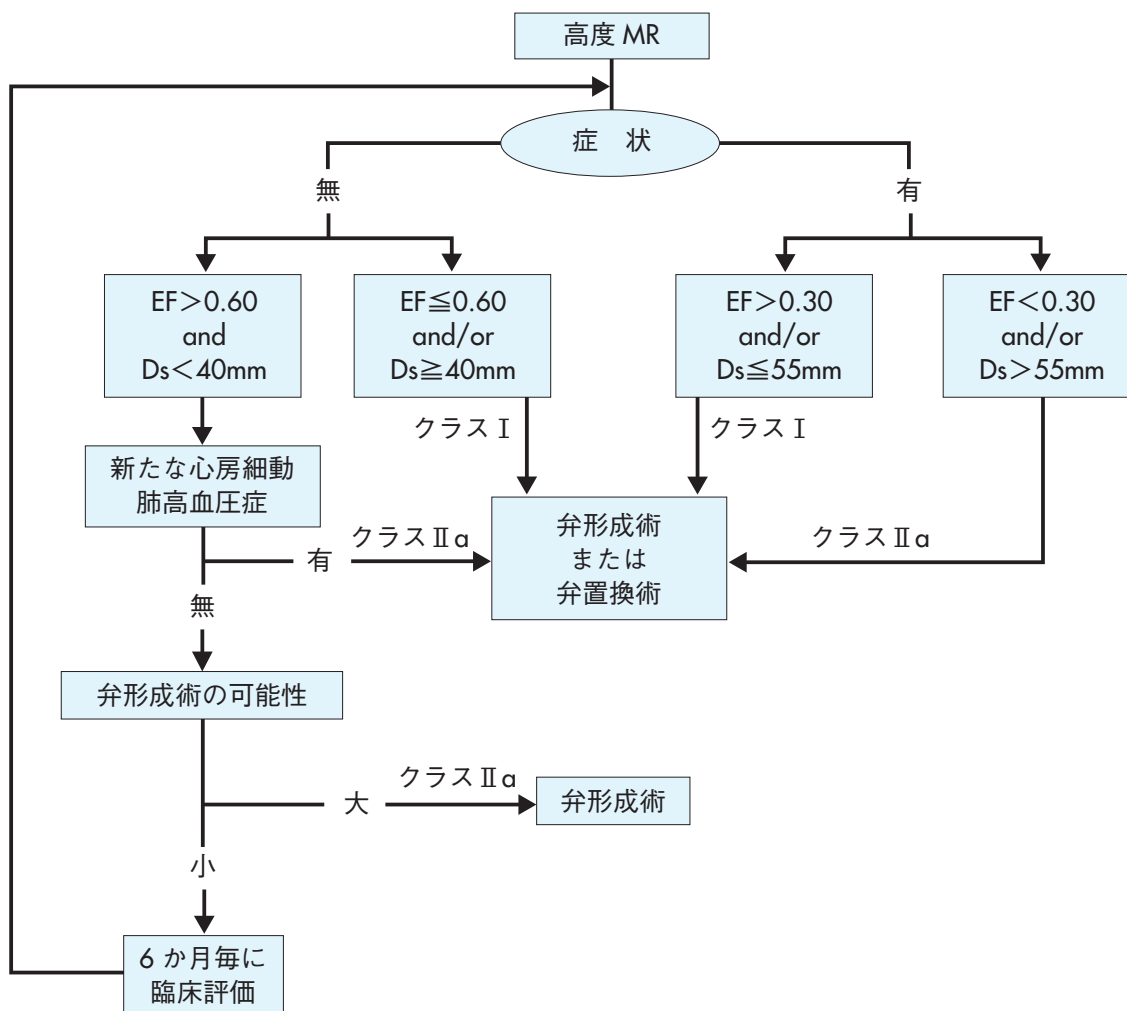 高度 MR
症 状
無
有
EF>0.60
and
Ds<40mm
EF≦0.60
and/or
Ds≧40mm
EF>0.30
and/or
Ds≦55mm
EF<0.30
and/or
Ds>55mm
クラスⅠ
クラスⅠ
新たな心房細動
肺高血圧症
弁形成術
または
弁置換術
クラスⅡa
有
クラスⅡa
無
弁形成術の可能性
クラスⅡa
大
弁形成術
小
6 か月毎に
臨床評価